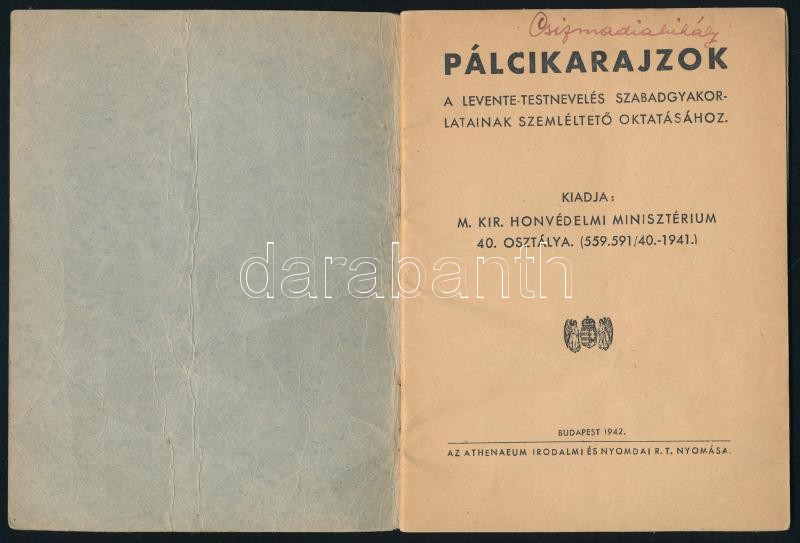 Csizmadia Mihály
PÁLCIKARAJZOK
A LEVENTE-TESTNEVELÉS SZABADGYAKOR-
LATAINAK SZEMLÉLTETŐ OKTATÁSÁHOZ.
KIADJA:
M. KIR. HONVÉDELMI MINISZTÉRIUM
40. OSZTÁLYA. (559.591/40.-1941.)
darabanth
BUDAPEST 1942.
AZ ATHENAEUM IRODALMI ÉS NYOMDAI R. T. NYOMÁSA.